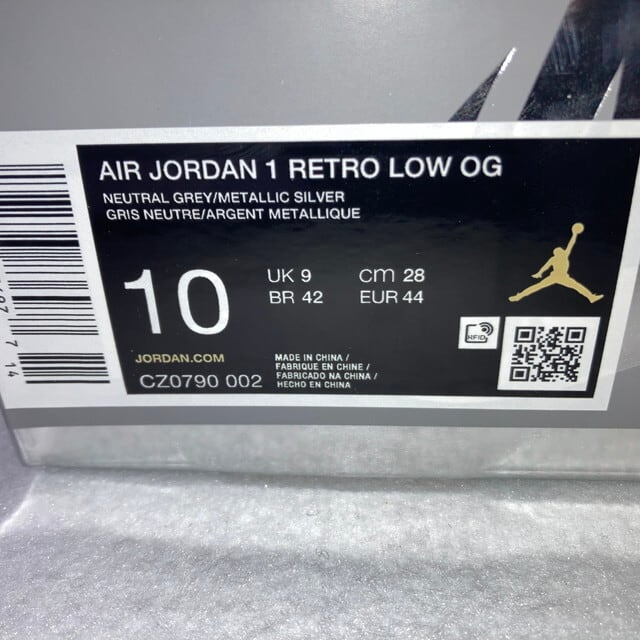 AIR JORDAN 1 RETRO LOW OG
NEUTRAL GREY/METALLIC SILVER
GRIS NEUTRE/ARGENT METALLIQUE
10
UK 9
cm 28
BR 42
EUR 44
JORDAN.COM
CZ0790 002
MADE IN CHINA /
FABRIQUE EN CHINE /
FABRICADO NA CHINA /
HECHO EN CHINA
RFID
7 14